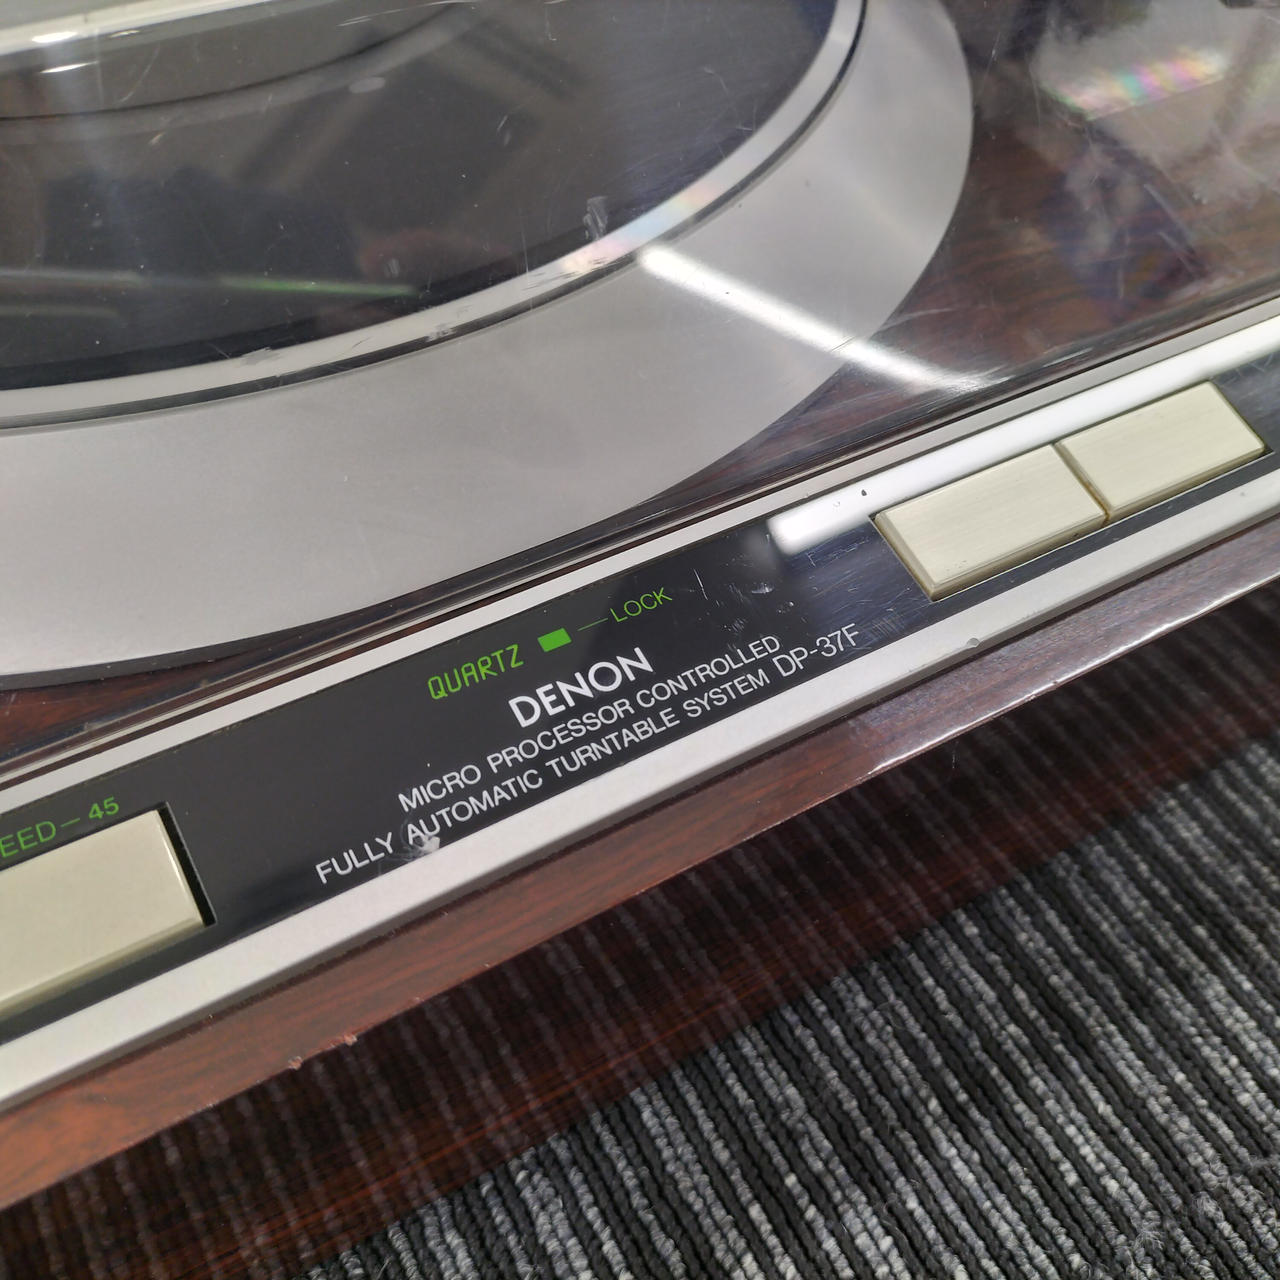 QUARTZ — LOCK
DENON
MICRO PROCESSOR CONTROLLED
FULLY AUTOMATIC TURNTABLE SYSTEM DP-37F
EED — 45